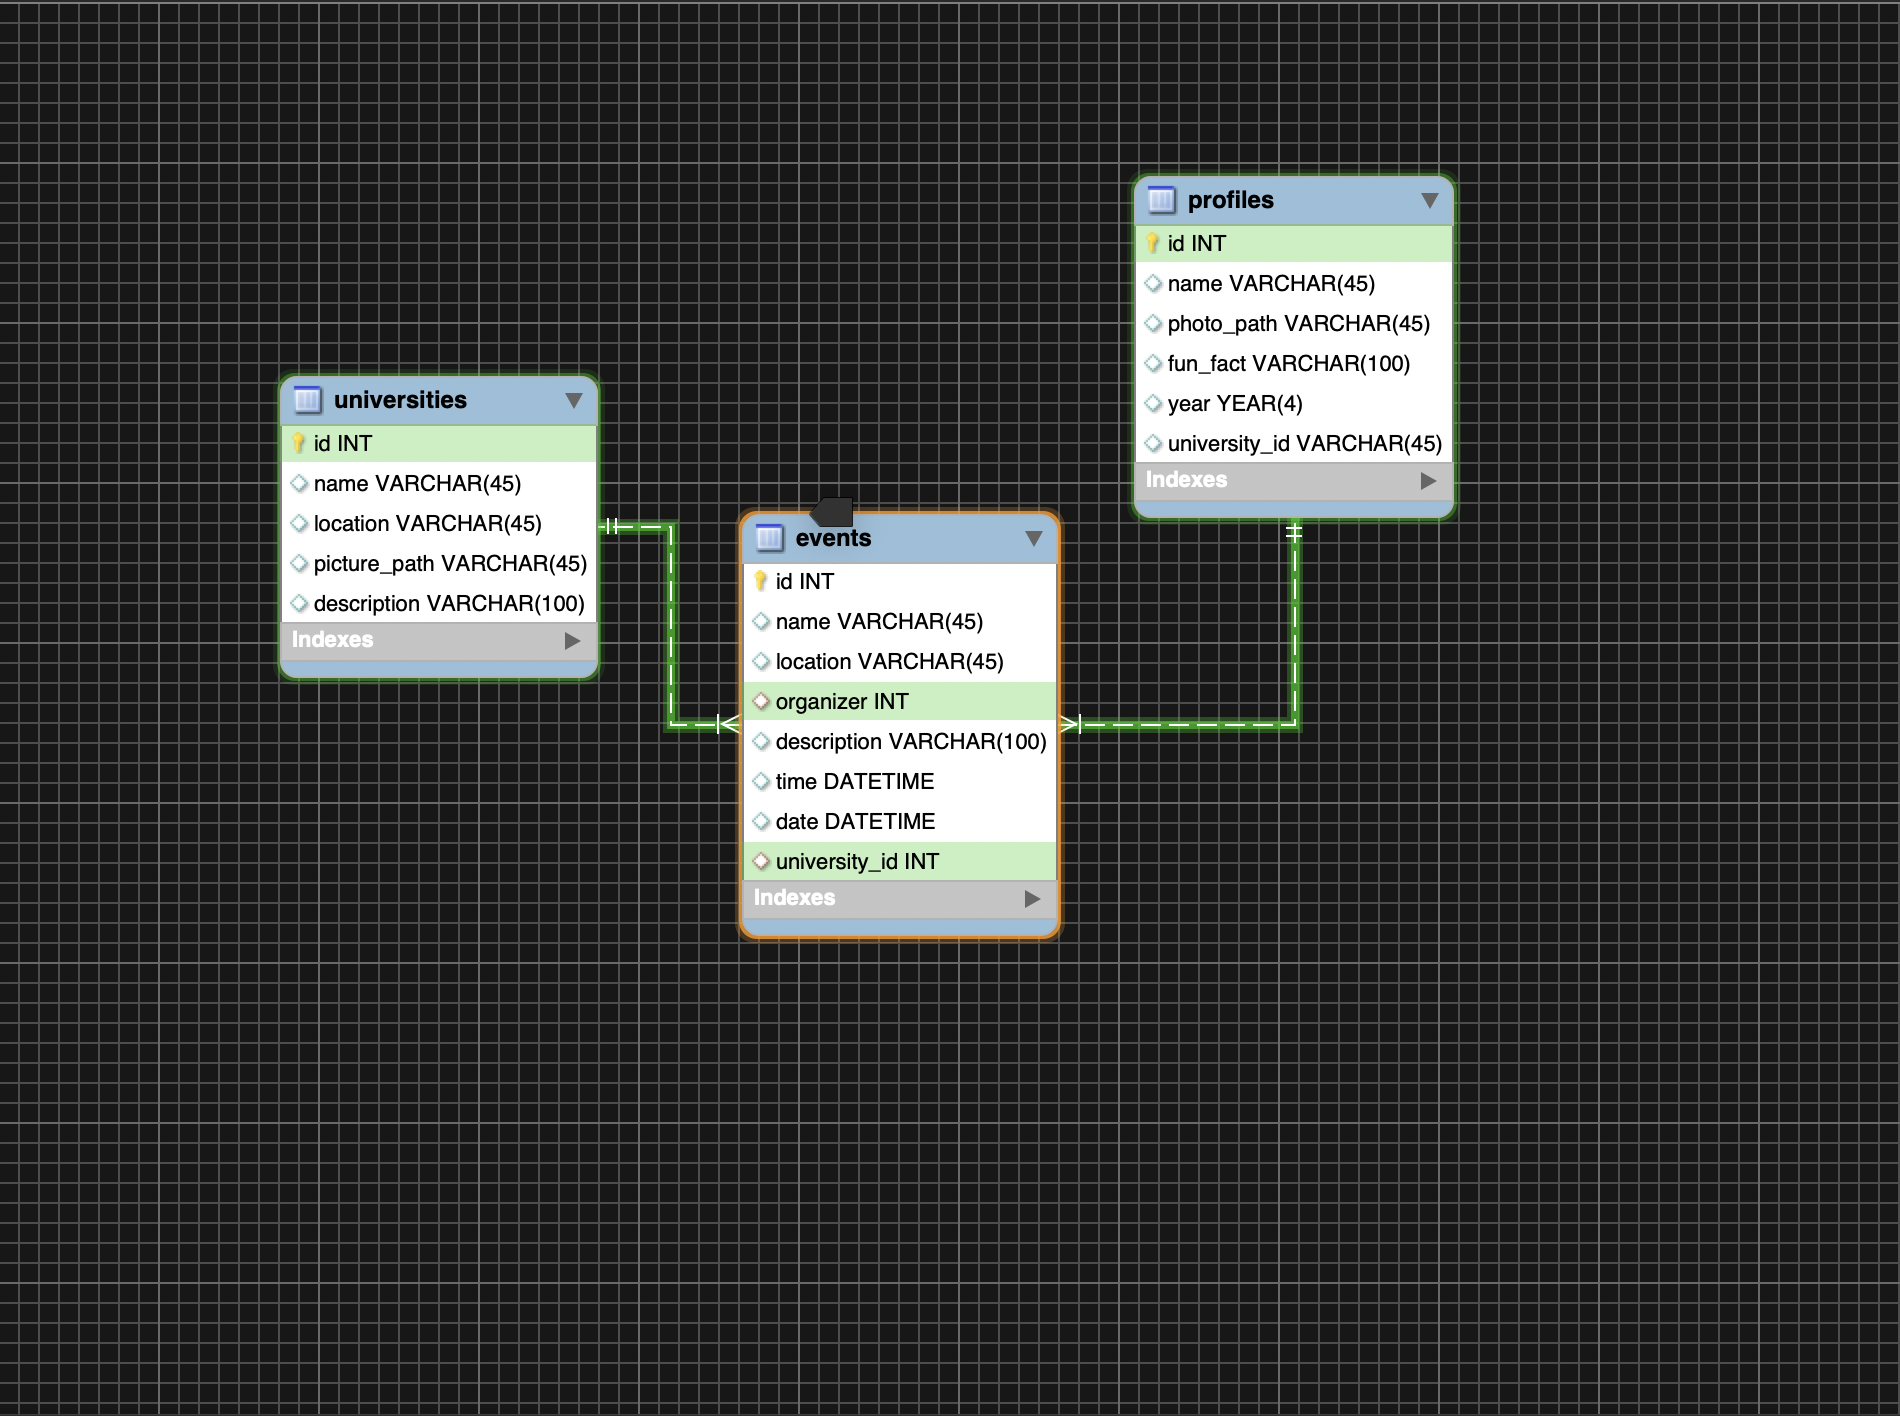 universities
id INT
name VARCHAR(45)
location VARCHAR(45)
picture_path VARCHAR(45)
description VARCHAR(100)
Indexes
events
id INT
name VARCHAR(45)
location VARCHAR(45)
organizer INT
description VARCHAR(100)
time DATETIME
date DATETIME
university_id INT
Indexes
profiles
id INT
name VARCHAR(45)
photo_path VARCHAR(45)
fun_fact VARCHAR(100)
year YEAR(4)
university_id VARCHAR(45)
Indexes